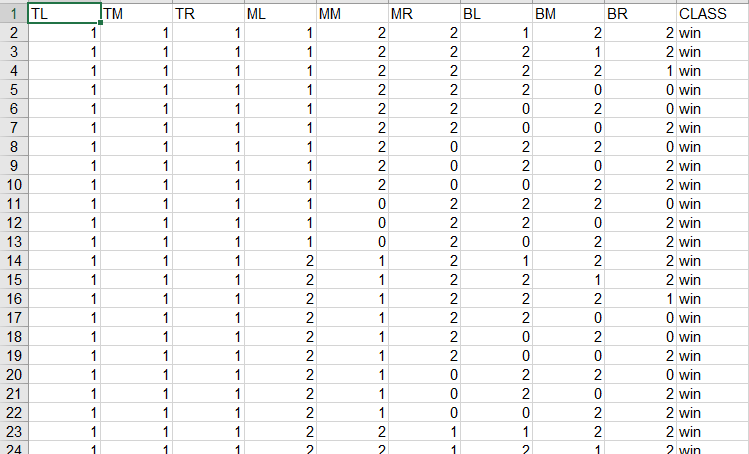 1 TL TM TR ML MM MR BL BM BR CLASS
2 1 1 1 1 2 2 1 2 2 win
3 1 1 1 1 2 2 2 1 2 win
4 1 1 1 1 2 2 2 2 1 win
5 1 1 1 1 2 2 2 0 0 win
6 1 1 1 1 2 2 0 2 0 win
7 1 1 1 1 2 2 0 0 2 win
8 1 1 1 1 2 0 2 2 0 win
9 1 1 1 1 2 0 2 0 2 win
10 1 1 1 1 2 0 0 2 2 win
11 1 1 1 1 0 2 2 2 0 win
12 1 1 1 1 0 2 2 0 2 win
13 1 1 1 1 0 2 0 2 2 win
14 1 1 1 2 1 2 1 2 2 win
15 1 1 1 2 1 2 2 1 2 win
16 1 1 1 2 1 2 2 2 1 win
17 1 1 1 2 1 2 2 0 0 win
18 1 1 1 2 1 2 0 2 0 win
19 1 1 1 2 1 2 0 0 2 win
20 1 1 1 2 1 0 2 2 0 win
21 1 1 1 2 1 0 2 0 2 win
22 1 1 1 2 1 0 0 2 2 win
23 1 1 1 2 2 1 1 2 2 win
24 1 1 1 2 2 1 2 1 2 win